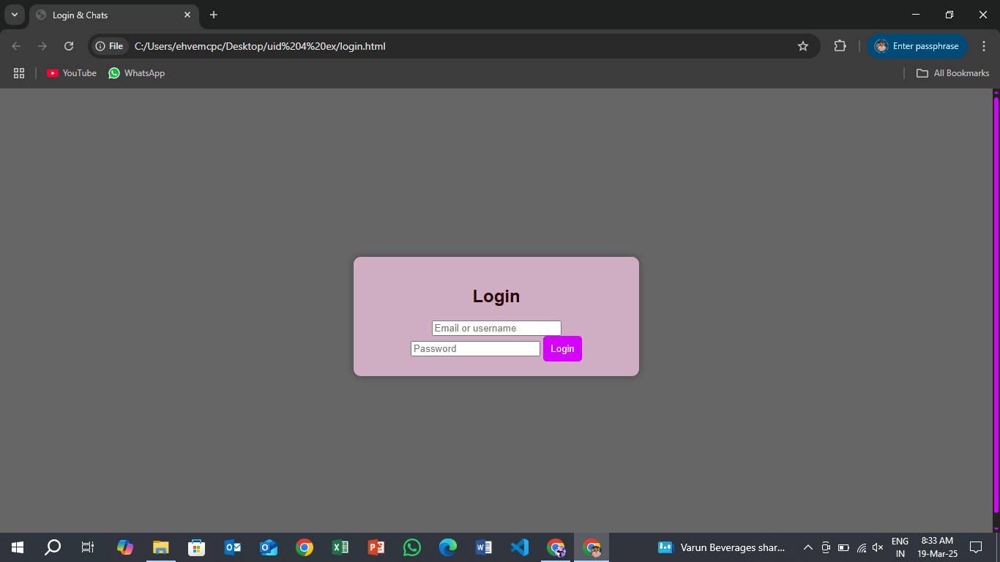 Login & Chats
File
C:/Users/ehvemcpc/Desktop/uid%204%20ex/login.html
Enter passphrase
YouTube
WhatsApp
All Bookmarks
Login
Email or username
Password
Login
Varun Beverages shar...
ENG
IN
8:33 AM
19-Mar-25